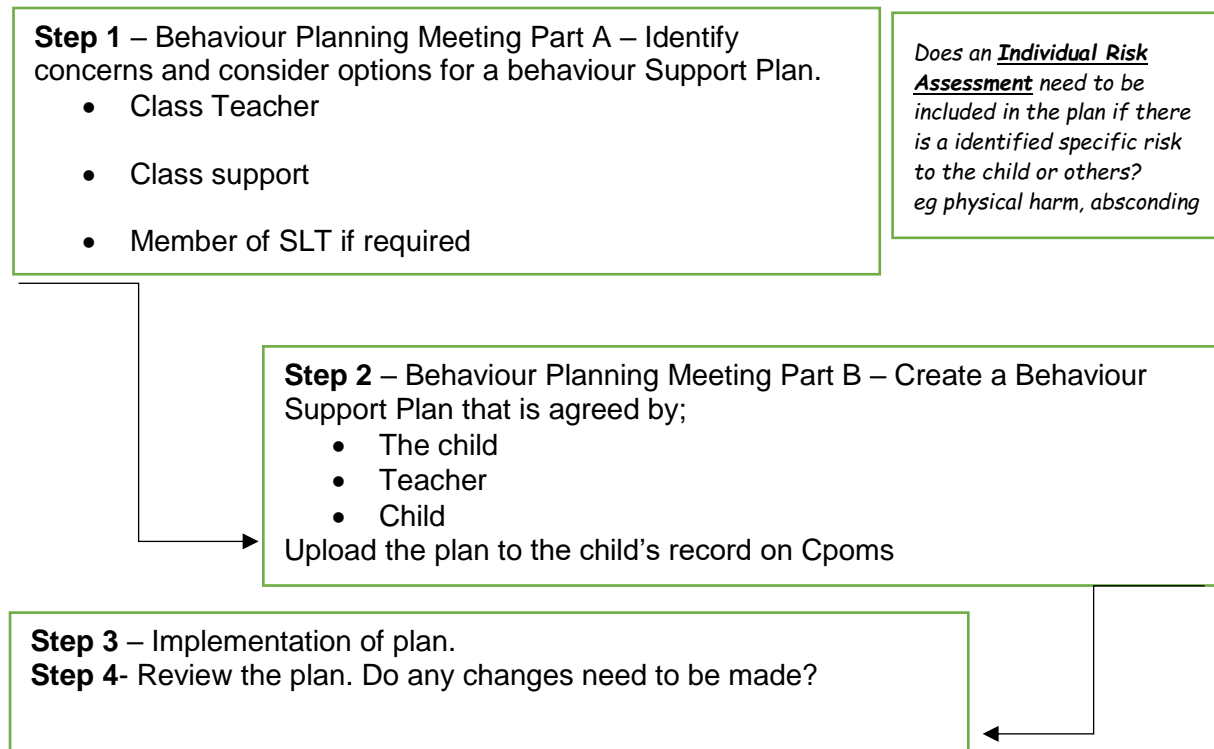 Step 1 – Behaviour Planning Meeting Part A – Identify
concerns and consider options for a behaviour Support Plan.
• Class Teacher
• Class support
• Member of SLT if required
Does an Individual Risk
Assessment need to be
included in the plan if there
is a identified specific risk
to the child or others?
eg physical harm, absconding
Step 2 – Behaviour Planning Meeting Part B – Create a Behaviour
Support Plan that is agreed by;
• The child
• Teacher
• Child
Upload the plan to the child's record on Cpoms
Step 3 – Implementation of plan.
Step 4- Review the plan. Do any changes need to be made?